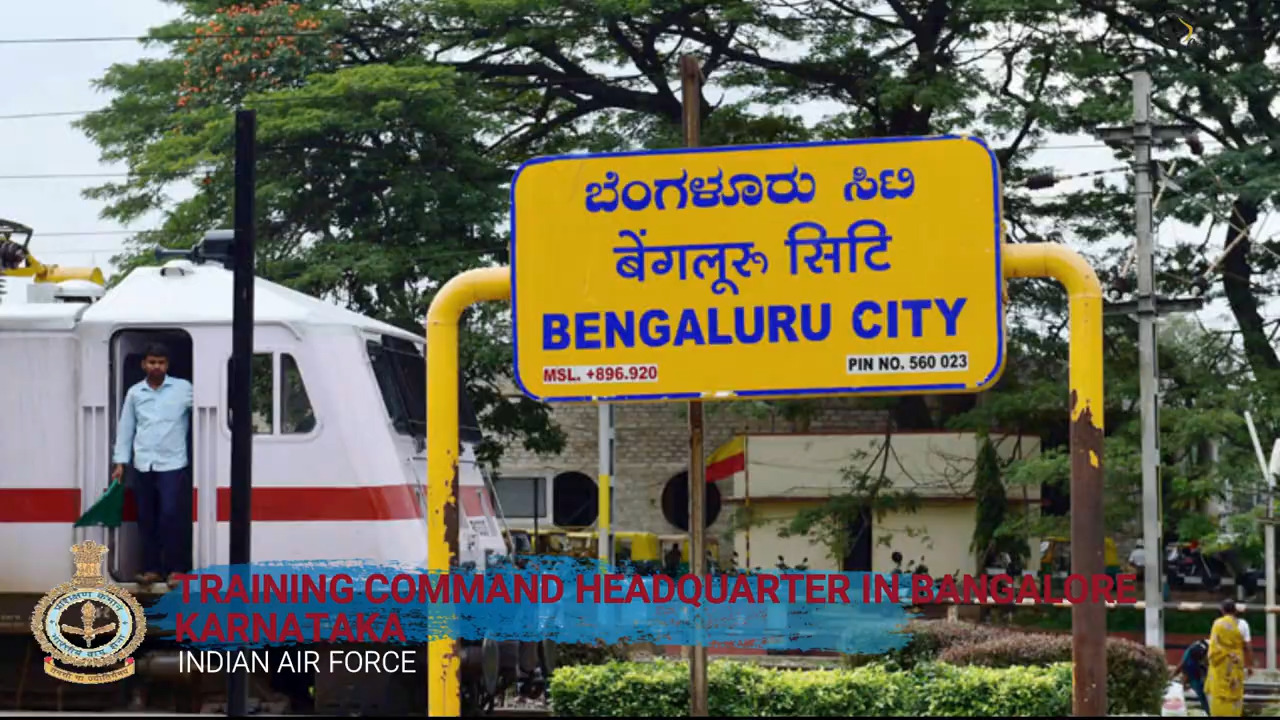 ಬೆಂಗಳೂರು ಸಿಟಿ
बेंगलूरू सिटि
BENGALURU CITY
MSL. +896.920
PIN NO. 560 023
TRAINING COMMAND HEADQUARTER IN BANGALORE
KARNATAKA
INDIAN AIR FORCE